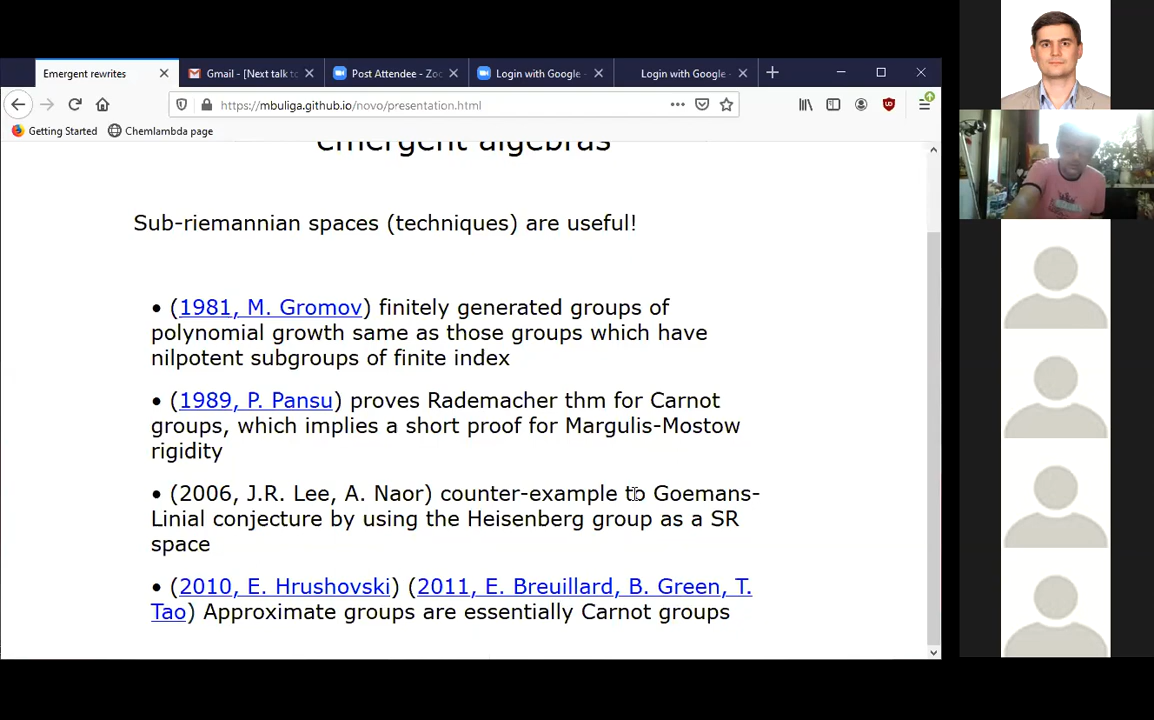 Emergent rewrites
Gmail - [Next talk to
Post Attendee - Zoo
Login with Google -
Login with Google -
https://mbuliga.github.io/novo/presentation.html
Getting Started
Chemlambda page
emergent algebras
Sub-riemannian spaces (techniques) are useful!
• (1981, M. Gromov) finitely generated groups of
polynomial growth same as those groups which have
nilpotent subgroups of finite index
• (1989, P. Pansu) proves Rademacher thm for Carnot
groups, which implies a short proof for Margulis-Mostow
rigidity
• (2006, J.R. Lee, A. Naor) counter-example to Goemans-
Linial conjecture by using the Heisenberg group as a SR
space
• (2010, E. Hrushovski) (2011, E. Breuillard, B. Green, T.
Tao) Approximate groups are essentially Carnot groups